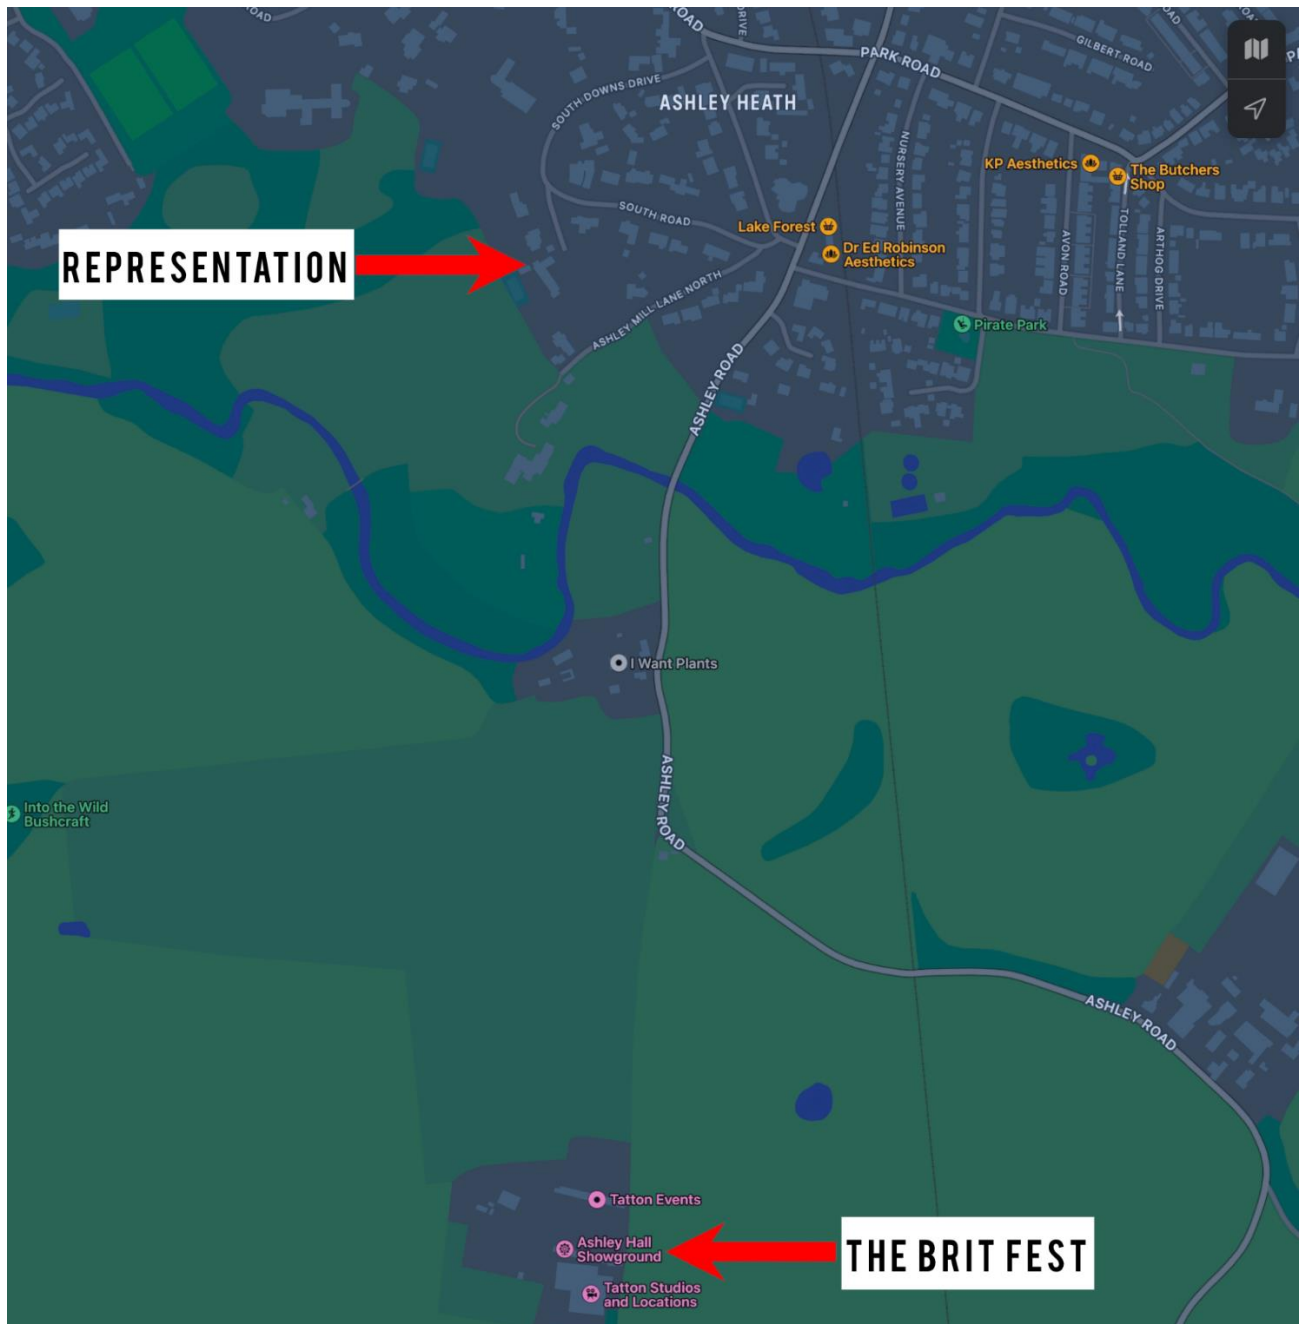 ROAD
DRIVE
ROAD
PARK ROAD
GILBERT ROAD
SOUTH DOWNS DRIVE
ASHLEY HEATH
NURSERY AVENUE
KP Aesthetics
The Butchers
Shop
SOUTH ROAD
Lake Forest
Dr Ed Robinson
Aesthetics
AVON ROAD
TOLLAND LANE
ARTHOG DRIVE
REPRESENTATION
ASHLEY MILL LANE NORTH
Pirate Park
ASHLEY ROAD
I Want Plants
ASHLEY ROAD
Into the Wild
Bushcraft
ASHLEY ROAD
Tatton Events
Ashley Hall
Showground
THE BRIT FEST
Tatton Studios
and Locations